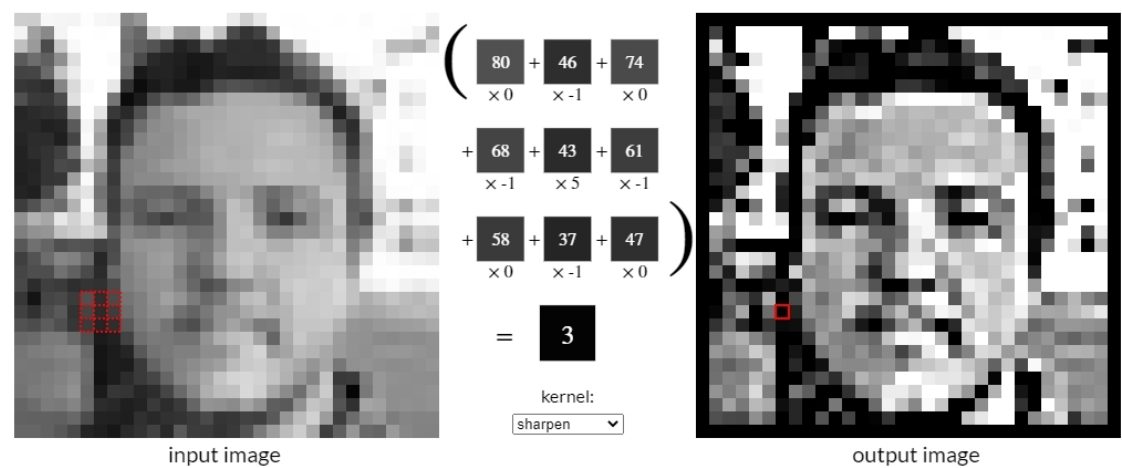 ( 80 + 46 + 74
× 0 × -1 × 0
+ 68 + 43 + 61
× -1 × 5 × -1
+ 58 + 37 + 47 )
× 0 × -1 × 0
= 3
kernel:
sharpen
input image
output image